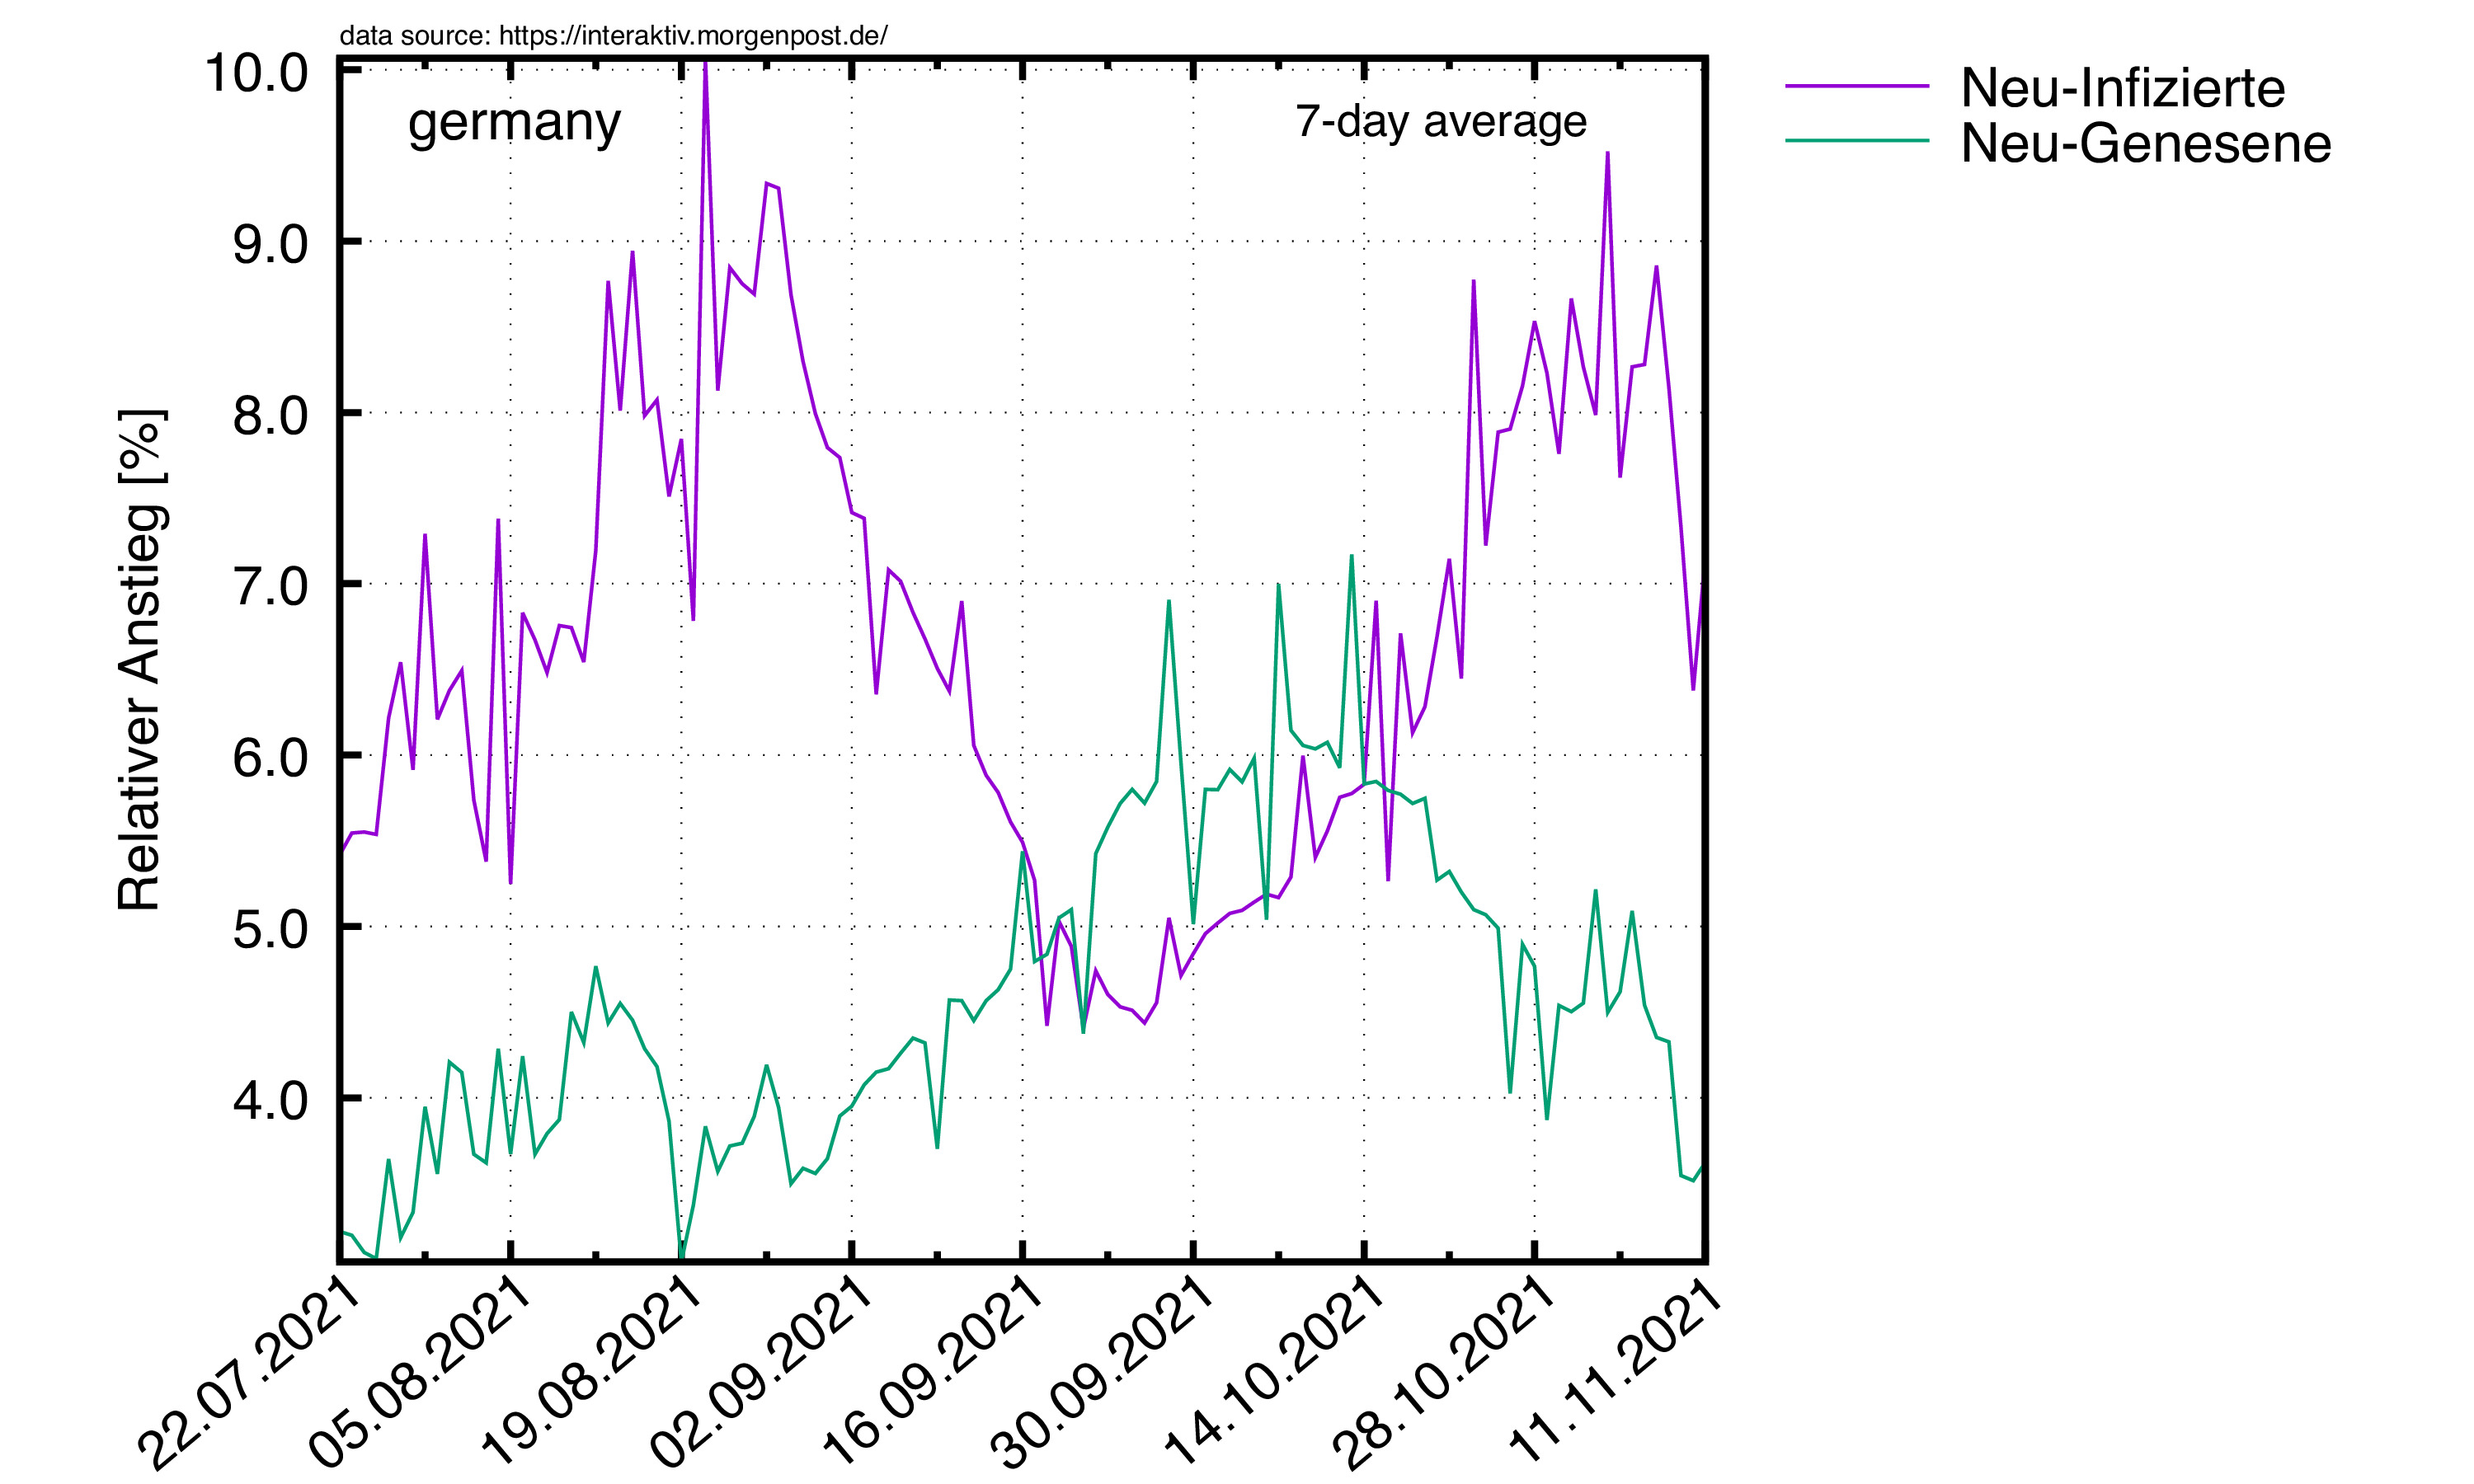 data source: https://interaktiv.morgenpost.de/
germany
7-day average
Neu-Infizierte
Neu-Genesene
Relativer Anstieg [%]
10.0
9.0
8.0
7.0
6.0
5.0
4.0
22.07.2021
05.08.2021
19.08.2021
02.09.2021
16.09.2021
30.09.2021
14.10.2021
28.10.2021
11.11.2021